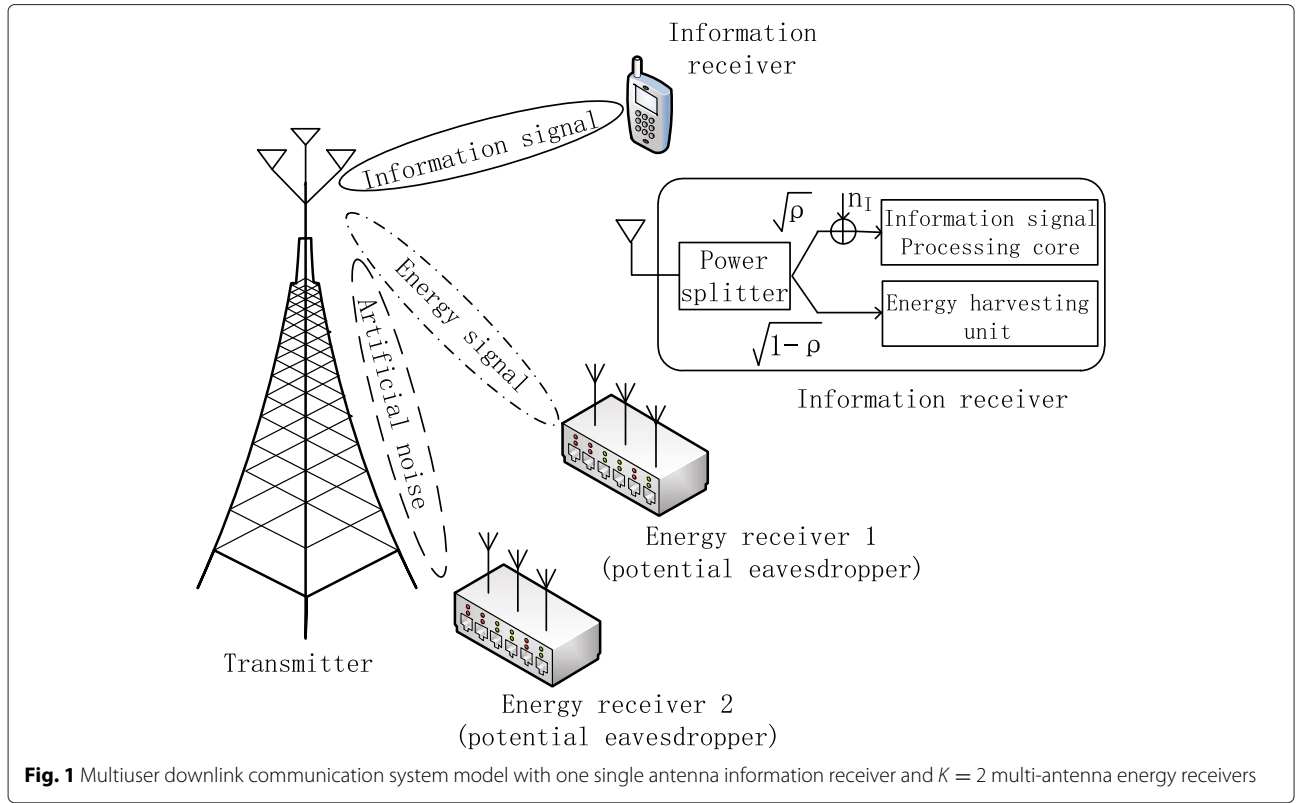 Information
receiver
Information signal
Energy signal
Artificial noise
√ρ
n_I
Information signal
Processing core
Power
splitter
Energy harvesting
unit
√1-ρ
Information receiver
Energy receiver 1
(potential eavesdropper)
Transmitter
Energy receiver 2
(potential eavesdropper)
Fig. 1 Multiuser downlink communication system model with one single antenna information receiver and K = 2 multi-antenna energy receivers